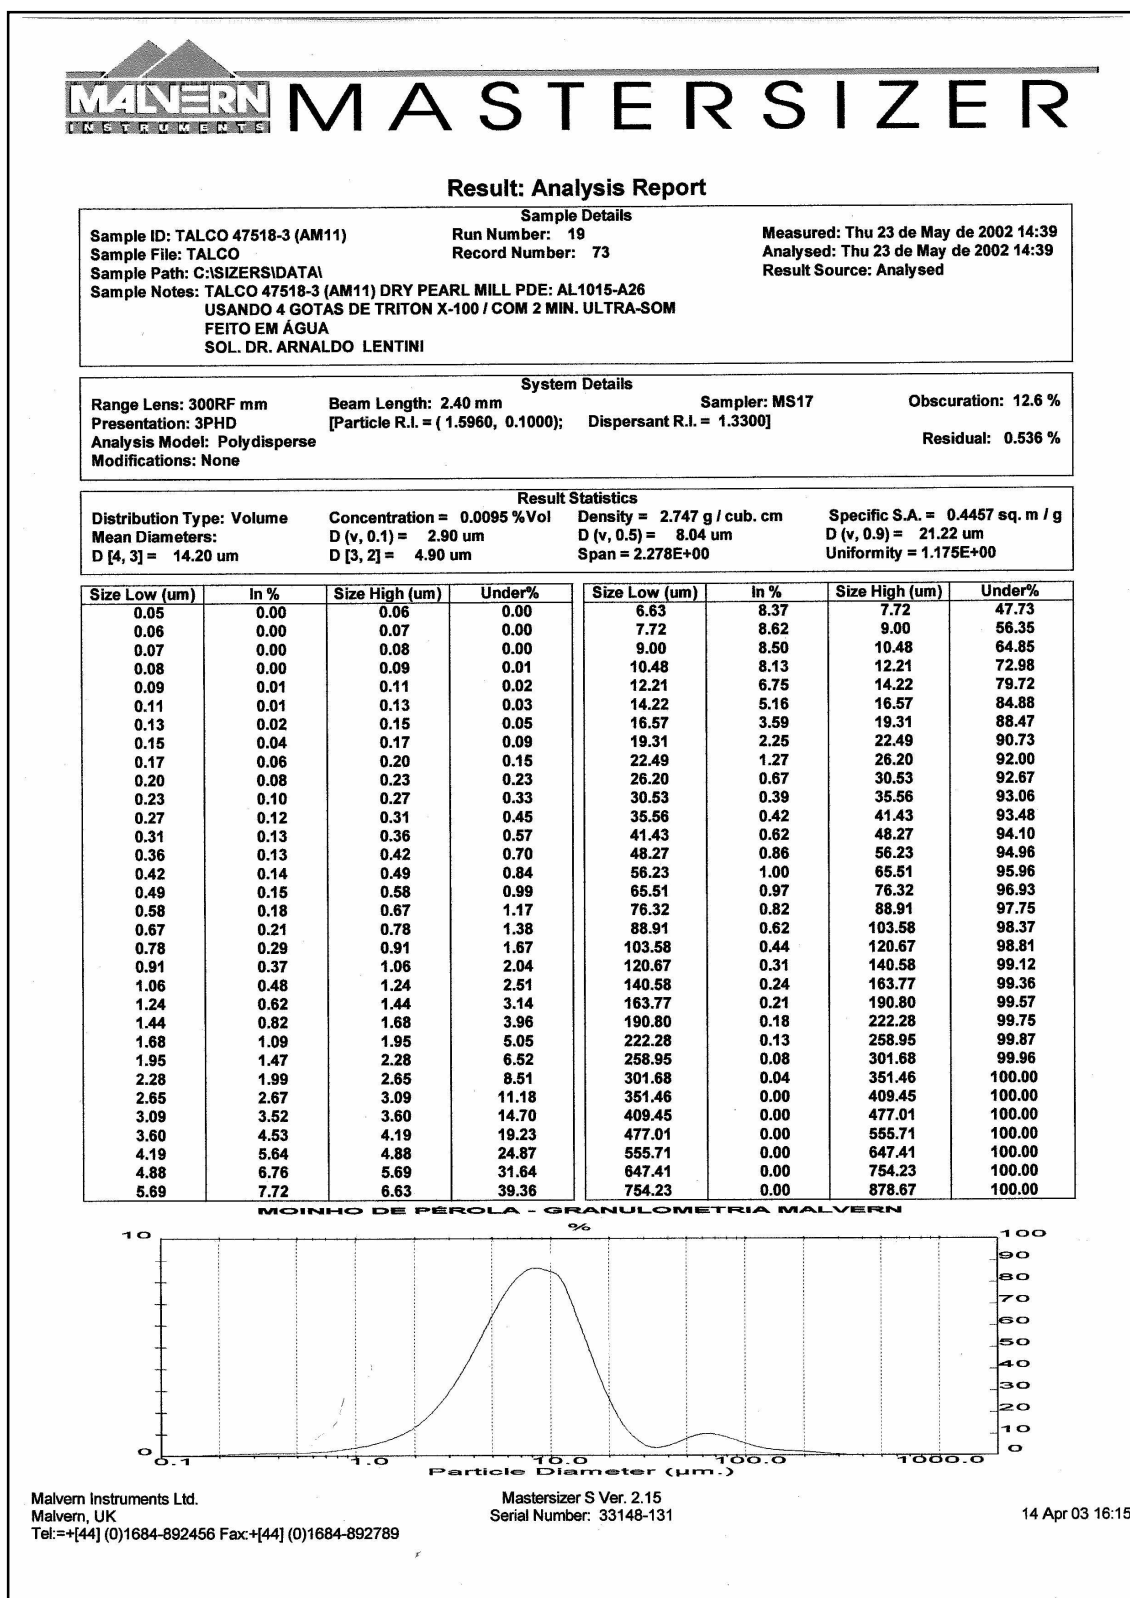 MALVERN
INSTRUMENTS
MASTERSIZER
Result: Analysis Report
Sample Details
Sample ID: TALCO 47518-3 (AM11) Run Number: 19 Measured: Thu 23 de May de 2002 14:39
Sample File: TALCO Record Number: 73 Analysed: Thu 23 de May de 2002 14:39
Sample Path: C:\SIZERS\DATA\ Result Source: Analysed
Sample Notes: TALCO 47518-3 (AM11) DRY PEARL MILL PDE: AL1015-A26
USANDO 4 GOTAS DE TRITON X-100 / COM 2 MIN. ULTRA-SOM
FEITO EM ÁGUA
SOL. DR. ARNALDO LENTINI
System Details
Range Lens: 300RF mm Beam Length: 2.40 mm Sampler: MS17 Obscuration: 12.6 %
Presentation: 3PHD [Particle R.I. = ( 1.5960, 0.1000); Dispersant R.I. = 1.3300]
Analysis Model: Polydisperse Residual: 0.536 %
Modifications: None
Result Statistics
Distribution Type: Volume Concentration = 0.0095 %Vol Density = 2.747 g / cub. cm Specific S.A. = 0.4457 sq. m / g
Mean Diameters: D (v, 0.1) = 2.90 um D (v, 0.5) = 8.04 um D (v, 0.9) = 21.22 um
D [4, 3] = 14.20 um D [3, 2] = 4.90 um Span = 2.278E+00 Uniformity = 1.175E+00
Size Low (um) In % Size High (um) Under% Size Low (um) In % Size High (um) Under%
0.05 0.00 0.06 0.00 6.63 8.37 7.72 47.73
0.06 0.00 0.07 0.00 7.72 8.62 9.00 56.35
0.07 0.00 0.08 0.00 9.00 8.50 10.48 64.85
0.08 0.00 0.09 0.01 10.48 8.13 12.21 72.98
0.09 0.01 0.11 0.02 12.21 6.75 14.22 79.72
0.11 0.01 0.13 0.03 14.22 5.16 16.57 84.88
0.13 0.02 0.15 0.05 16.57 3.59 19.31 88.47
0.15 0.04 0.17 0.09 19.31 2.25 22.49 90.73
0.17 0.06 0.20 0.15 22.49 1.27 26.20 92.00
0.20 0.08 0.23 0.23 26.20 0.67 30.53 92.67
0.23 0.10 0.27 0.33 30.53 0.39 35.56 93.06
0.27 0.12 0.31 0.45 35.56 0.42 41.43 93.48
0.31 0.13 0.36 0.57 41.43 0.62 48.27 94.10
0.36 0.13 0.42 0.70 48.27 0.86 56.23 94.96
0.42 0.14 0.49 0.84 56.23 1.00 65.51 95.96
0.49 0.15 0.58 0.99 65.51 0.97 76.32 96.93
0.58 0.18 0.67 1.17 76.32 0.82 88.91 97.75
0.67 0.21 0.78 1.38 88.91 0.62 103.58 98.37
0.78 0.29 0.91 1.67 103.58 0.44 120.67 98.81
0.91 0.37 1.06 2.04 120.67 0.31 140.58 99.12
1.06 0.48 1.24 2.51 140.58 0.24 163.77 99.36
1.24 0.62 1.44 3.14 163.77 0.21 190.80 99.57
1.44 0.82 1.68 3.96 190.80 0.18 222.28 99.75
1.68 1.09 1.95 5.05 222.28 0.13 258.95 99.87
1.95 1.47 2.28 6.52 258.95 0.08 301.68 99.96
2.28 1.99 2.65 8.51 301.68 0.04 351.46 100.00
2.65 2.67 3.09 11.18 351.46 0.00 409.45 100.00
3.09 3.52 3.60 14.70 409.45 0.00 477.01 100.00
3.60 4.53 4.19 19.23 477.01 0.00 555.71 100.00
4.19 5.64 4.88 24.87 555.71 0.00 647.41 100.00
4.88 6.76 5.69 31.64 647.41 0.00 754.23 100.00
5.69 7.72 6.63 39.36 754.23 0.00 878.67 100.00
MOINHO DE PÉROLA - GRANULOMETRIA MALVERN
%
10 100
90
80
70
60
50
40
30
20
10
0 0
0.1 1.0 10.0 100.0 1000.0
Particle Diameter (µm.)
Malvern Instruments Ltd. Mastersizer S Ver. 2.15
Malvern, UK Serial Number: 33148-131 14 Apr 03 16:15
Tel:=+[44] (0)1684-892456 Fax:+[44] (0)1684-892789